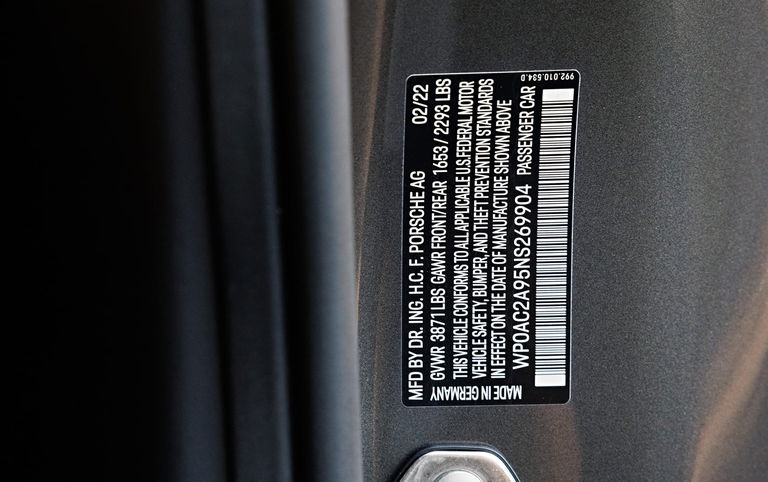 MFD BY DR. ING. H.C. F. PORSCHE AG 02/22
GVWR 3871 LBS GAWR FRONT/REAR 1653 / 2293 LBS
THIS VEHICLE CONFORMS TO ALL APPLICABLE U.S. FEDERAL MOTOR
VEHICLE SAFETY, BUMPER, AND THEFT PREVENTION STANDARDS
IN EFFECT ON THE DATE OF MANUFACTURE SHOWN ABOVE
WP0AC2A95NS269904 PASSENGER CAR
MADE IN GERMANY
992.010.534.D